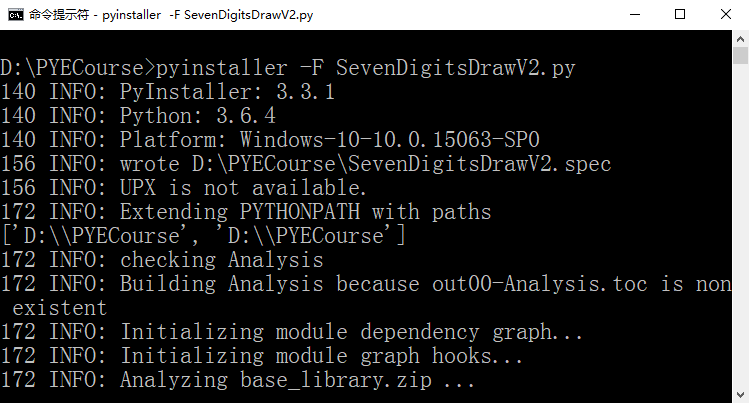 命令提示符 - pyinstaller -F SevenDigitsDrawV2.py
D:\PYECourse>pyinstaller -F SevenDigitsDrawV2.py
140 INFO: PyInstaller: 3.3.1
140 INFO: Python: 3.6.4
140 INFO: Platform: Windows-10-10.0.15063-SP0
156 INFO: wrote D:\PYECourse\SevenDigitsDrawV2.spec
156 INFO: UPX is not available.
172 INFO: Extending PYTHONPATH with paths
['D:\\PYECourse', 'D:\\PYECourse']
172 INFO: checking Analysis
172 INFO: Building Analysis because out00-Analysis.toc is non
existent
172 INFO: Initializing module dependency graph...
172 INFO: Initializing module graph hooks...
172 INFO: Analyzing base_library.zip ...